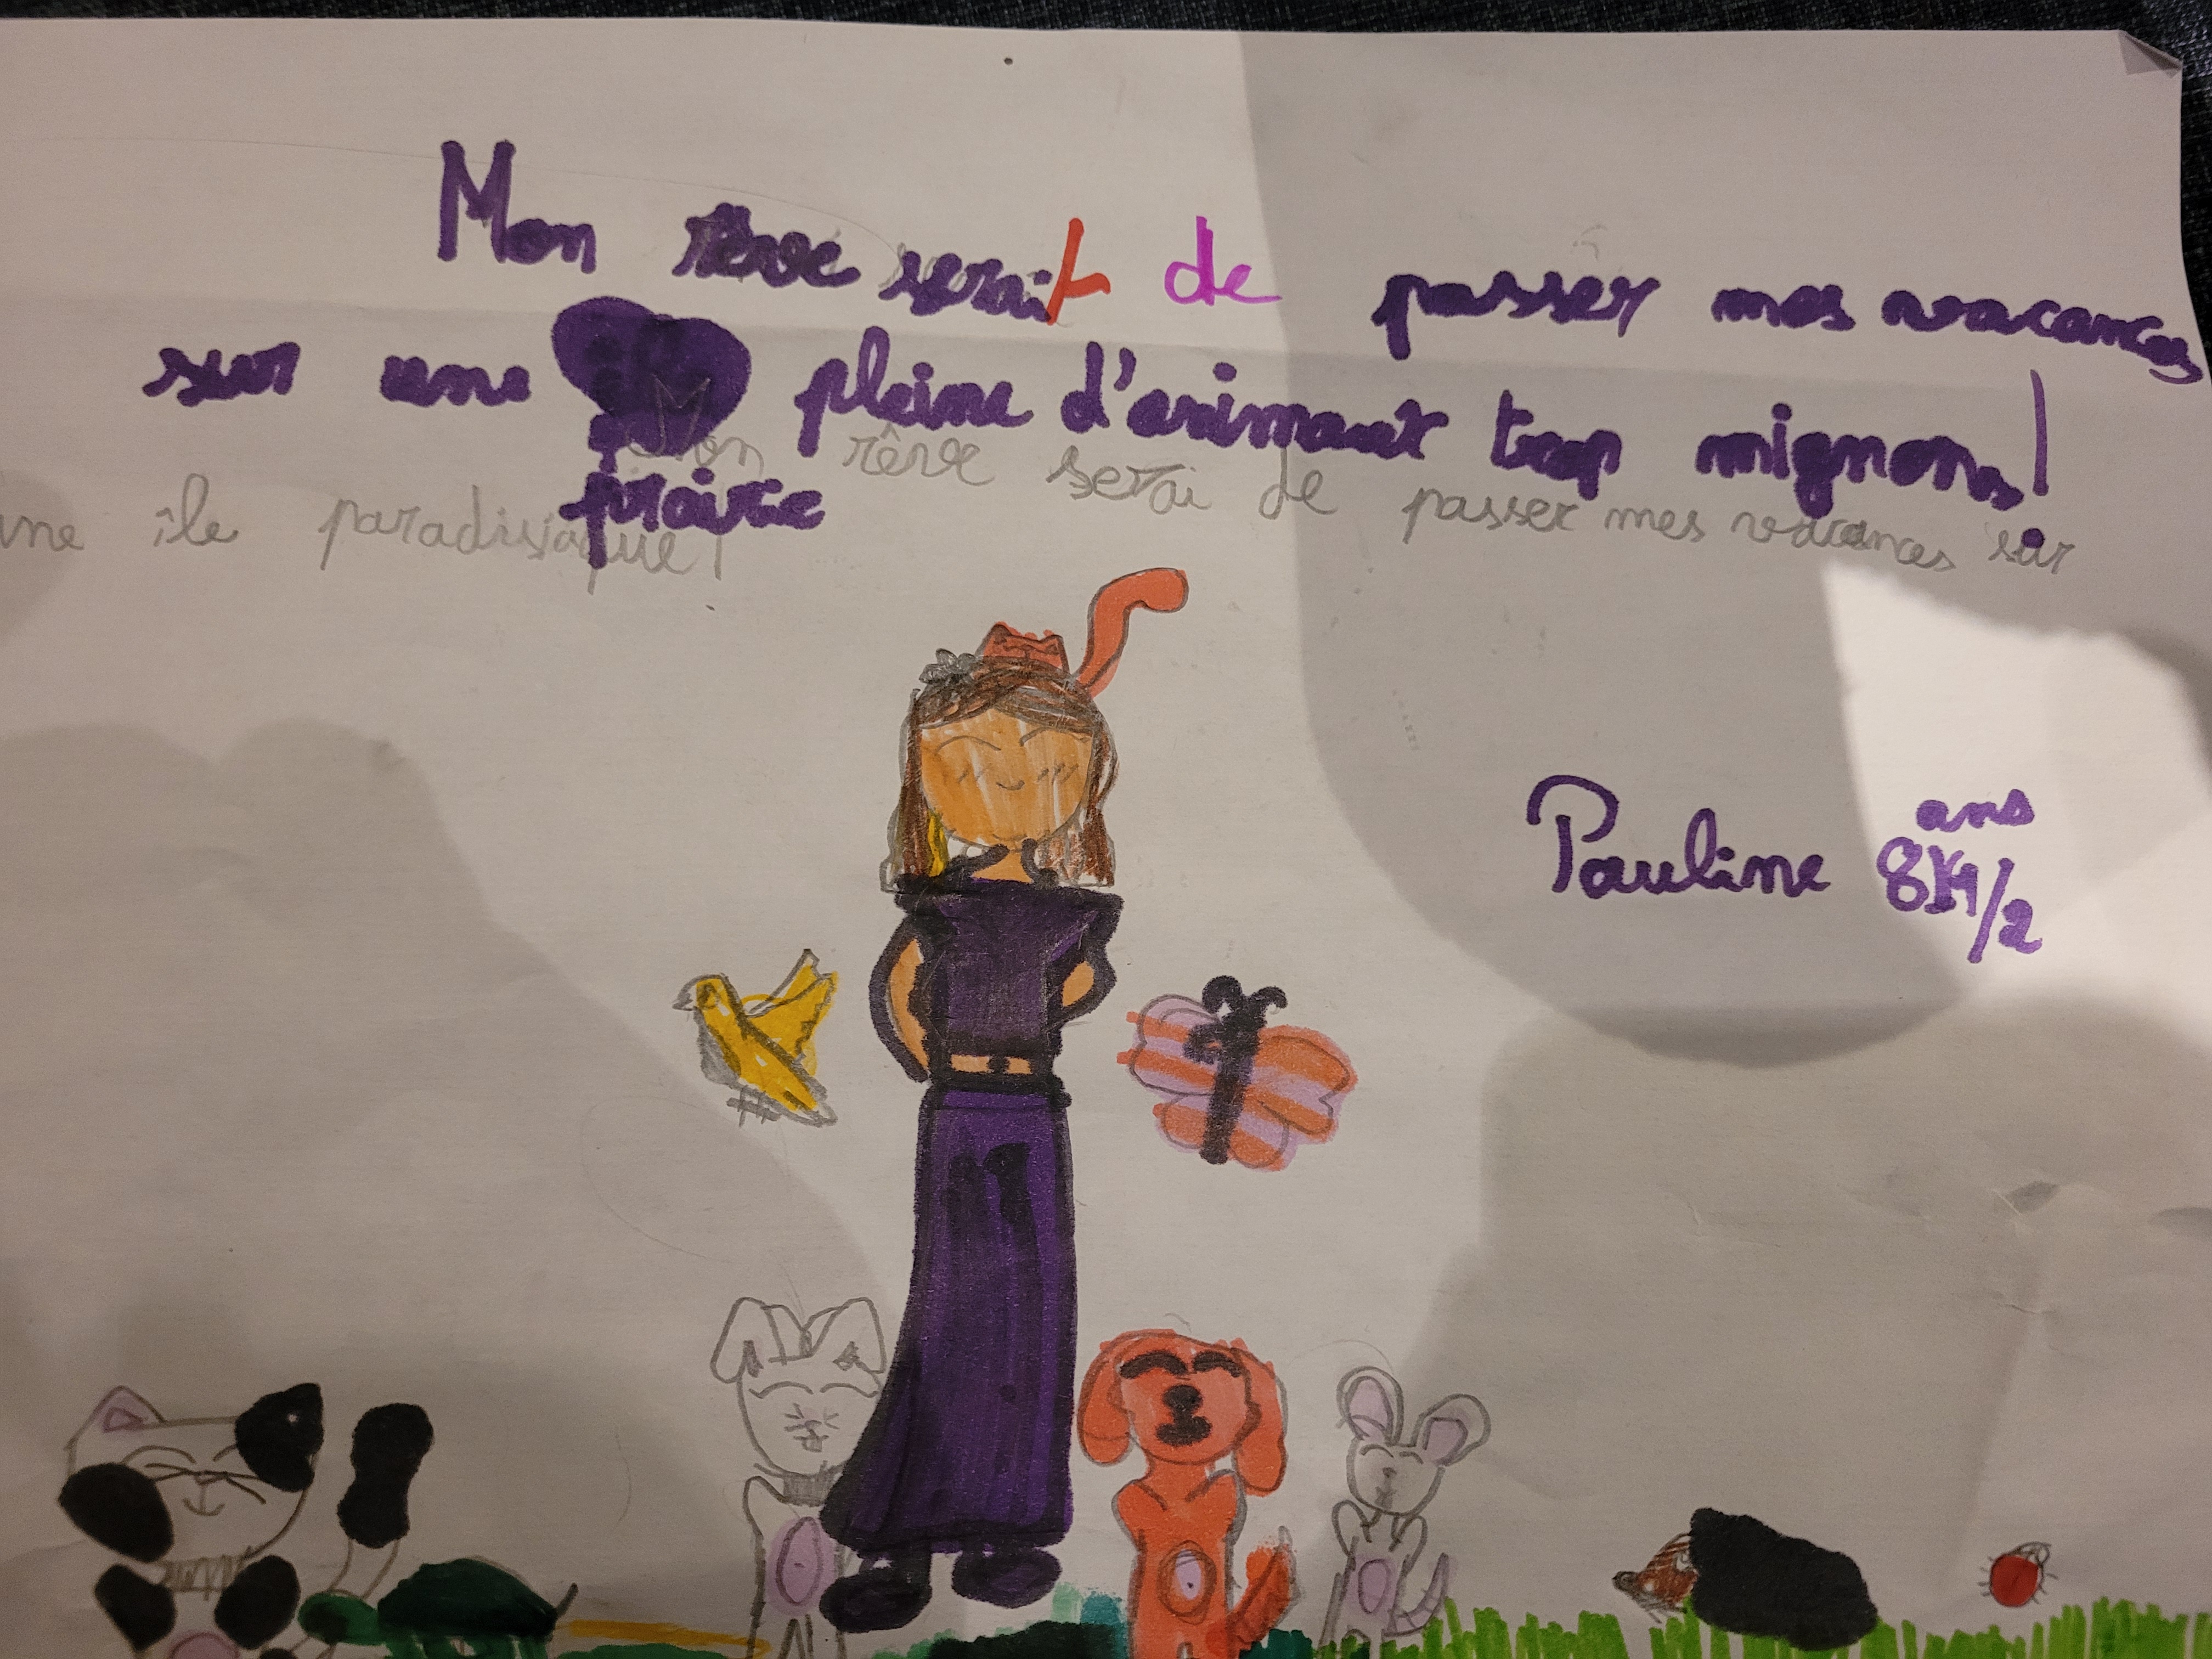 Mon rêve serait de passer mes vacances
sur une pleine d'animaux trop mignons!
prairie
Mon rêve serai de passer mes vacances sur
une île paradisiaque!
ans
Pauline 8 1/2